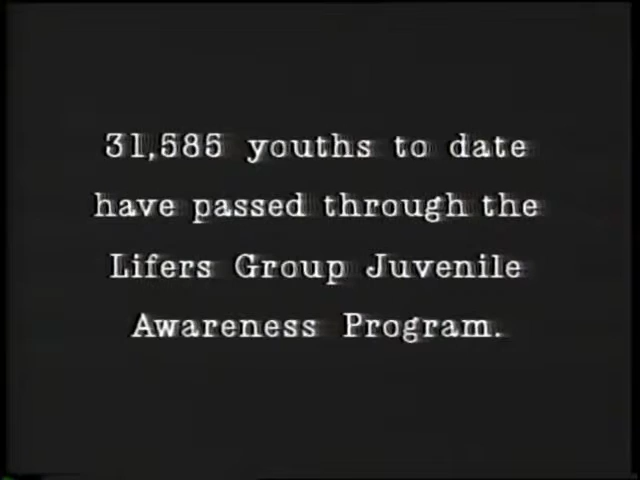 31,585 youths to date
have passed through the
Lifers Group Juvenile
Awareness Program.